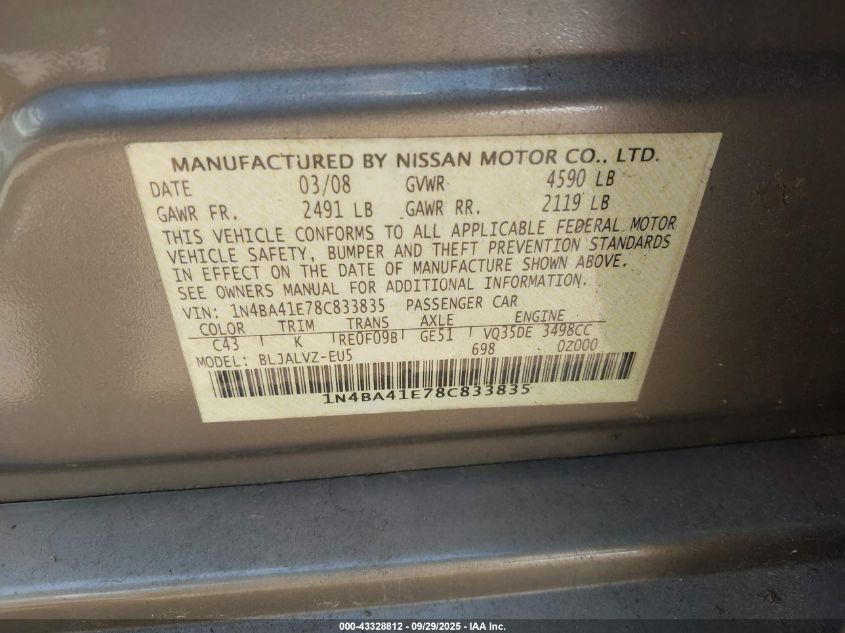 MANUFACTURED BY NISSAN MOTOR CO., LTD.
DATE 03/08 GVWR 4590 LB
GAWR FR. 2491 LB GAWR RR. 2119 LB
THIS VEHICLE CONFORMS TO ALL APPLICABLE FEDERAL MOTOR
VEHICLE SAFETY, BUMPER AND THEFT PREVENTION STANDARDS
IN EFFECT ON THE DATE OF MANUFACTURE SHOWN ABOVE.
SEE OWNERS MANUAL FOR ADDITIONAL INFORMATION.
VIN: 1N4BA41E78C833835 PASSENGER CAR
COLOR TRIM TRANS AXLE ENGINE
C43 K RE0F09B GE51 VQ35DE 3498CC
MODEL: BLJALVZ-EU5 698 0Z000
1N4BA41E78C833835
000-43328812 - 09/29/2025 - IAA Inc.